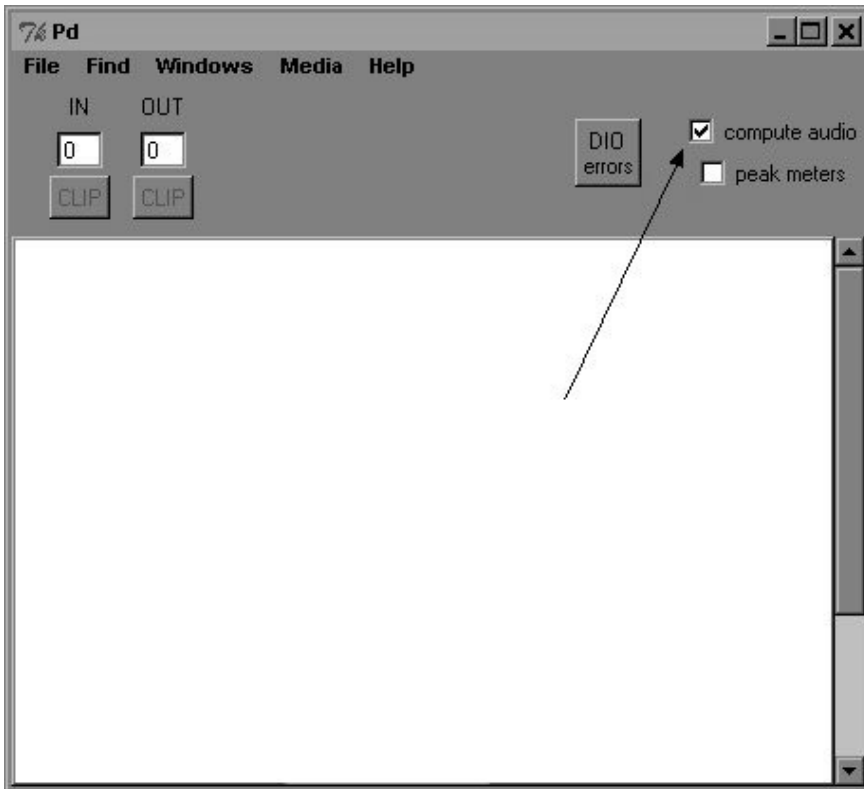 Pd
File Find Windows Media Help
IN OUT
0 0
CLIP CLIP
DIO
errors
compute audio
peak meters